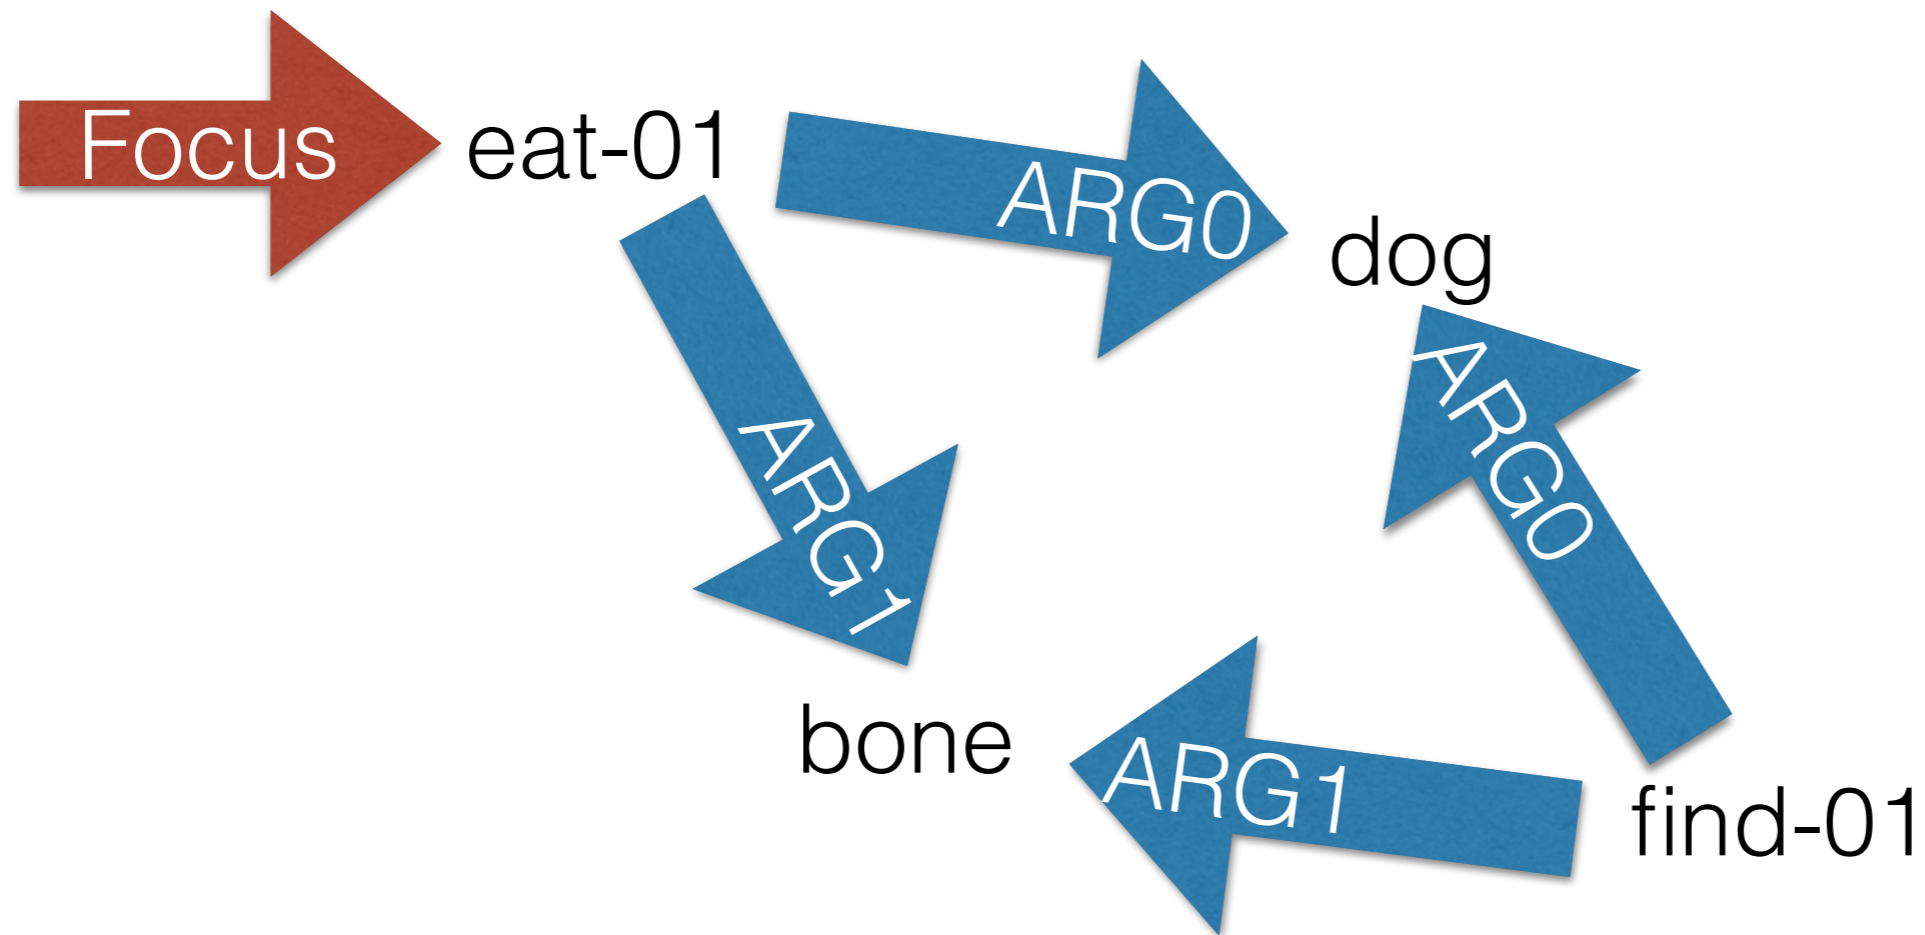 Focus
eat-01
ARG0
dog
ARG1
ARG0
bone
ARG1
find-01